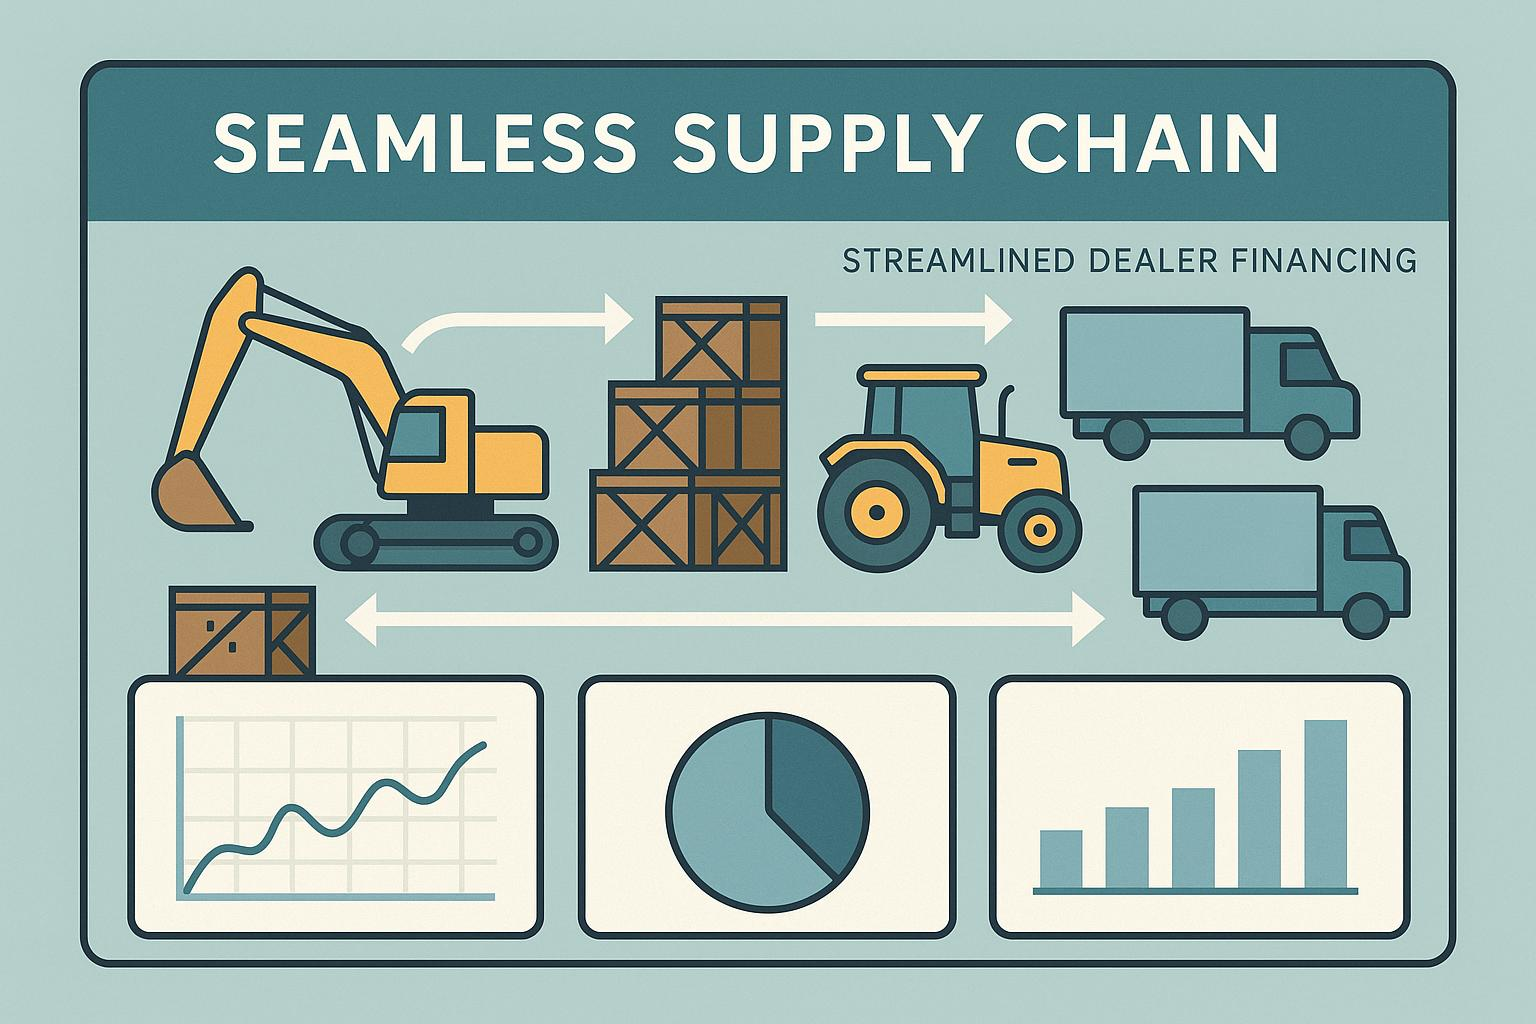 SEAMLESS SUPPLY CHAIN
STREAMLINED DEALER FINANCING